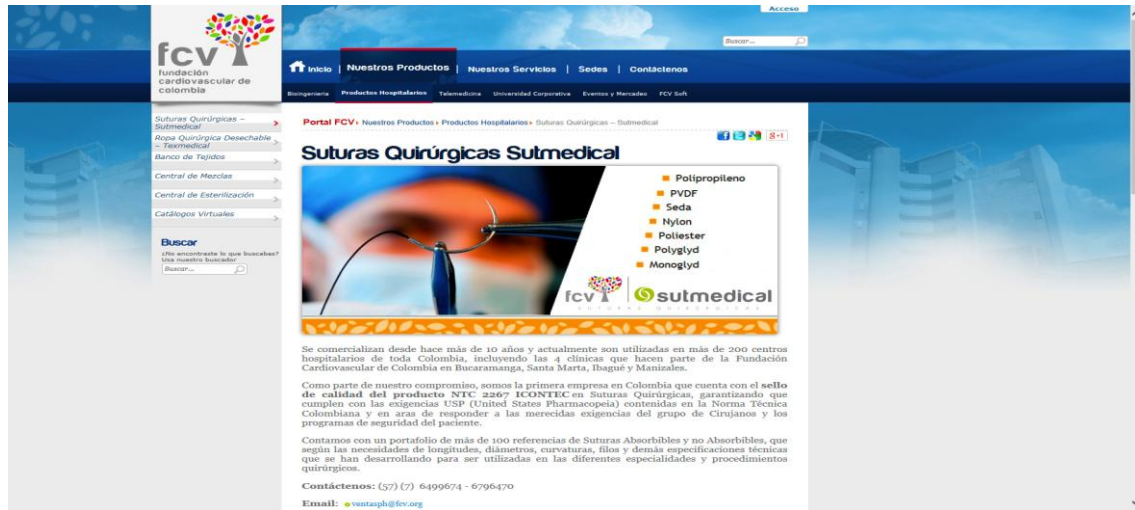 Acceso
Buscar...
fcv
fundación
cardiovascular de
colombia
Inicio | Nuestros Productos | Nuestros Servicios | Sedes | Contáctenos
Bioingeniería Productos Hospitalarios Telemedicina Universidad Corporativa Eventos y Mercadeo FCV Soft
Suturas Quirúrgicas –
Sutmedical
Ropa Quirúrgica Desechable
– Texmedical
Banco de Tejidos
Central de Mezclas
Central de Esterilización
Catálogos Virtuales
Buscar
¿No encontraste lo que buscabas?
Usa nuestro buscador
Buscar...
Portal FCV Nuestros Productos Productos Hospitalarios Suturas Quirúrgicas – Sutmedical
Suturas Quirúrgicas Sutmedical
Polipropileno
PVDF
Seda
Nylon
Poliester
Polyglyd
Monoglyd
fcv sutmedical
SUTURAS QUIRÚRGICAS
Se comercializan desde hace más de 10 años y actualmente son utilizadas en más de 200 centros
hospitalarios de toda Colombia, incluyendo las 4 clínicas que hacen parte de la Fundación
Cardiovascular de Colombia en Bucaramanga, Santa Marta, Ibagué y Manizales.
Como parte de nuestro compromiso, somos la primera empresa en Colombia que cuenta con el sello
de calidad del producto NTC 2267 ICONTEC en Suturas Quirúrgicas, garantizando que
cumplen con las exigencias USP (United States Pharmacopeia) contenidas en la Norma Técnica
Colombiana y en aras de responder a las merecidas exigencias del grupo de Cirujanos y los
programas de seguridad del paciente.
Contamos con un portafolio de más de 100 referencias de Suturas Absorbibles y no Absorbibles, que
según las necesidades de longitudes, diámetros, curvaturas, filos y demás especificaciones técnicas
que se han desarrollando para ser utilizadas en las diferentes especialidades y procedimientos
quirúrgicos.
Contáctenos: (57) (7) 6499674 - 6796470
Email: ventasph@fcv.org